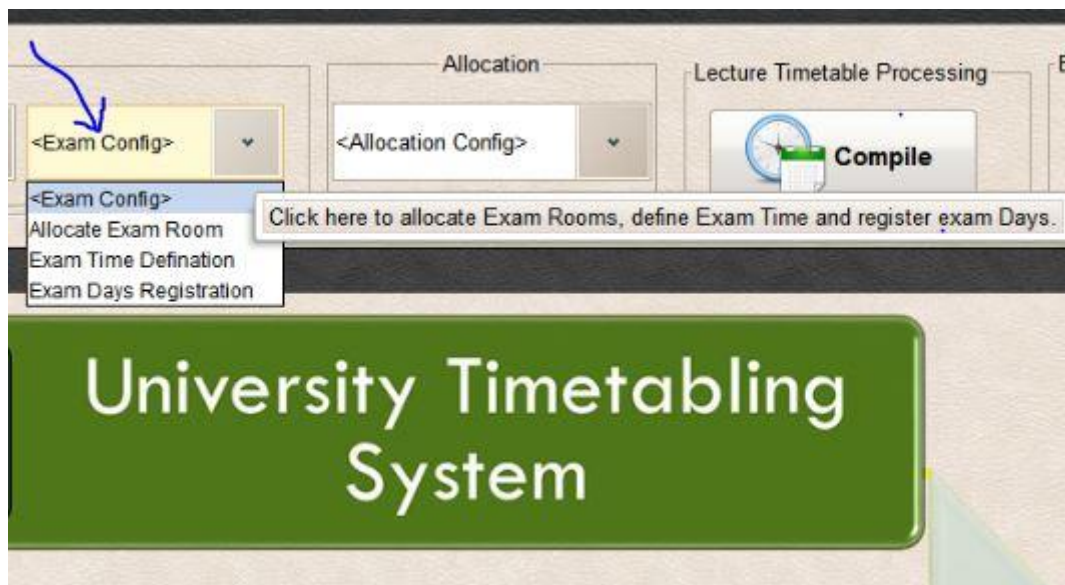 Allocation
Lecture Timetable Processing
<Exam Config>
<Allocation Config>
Compile
<Exam Config>
Allocate Exam Room
Exam Time Defination
Exam Days Registration
Click here to allocate Exam Rooms, define Exam Time and register exam Days.
University Timetabling
System